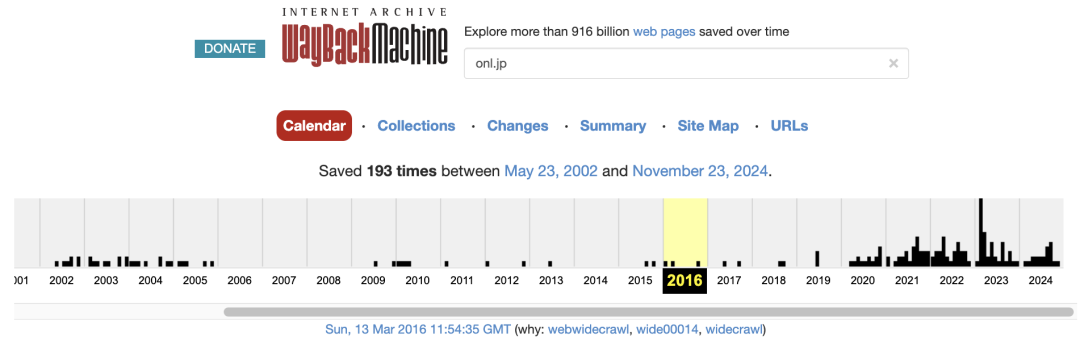 INTERNET ARCHIVE
WayBackMachine
DONATE
Explore more than 916 billion web pages saved over time
onl.jp ×
Calendar · Collections · Changes · Summary · Site Map · URLs
Saved 193 times between May 23, 2002 and November 23, 2024.
001 2002 2003 2004 2005 2006 2007 2008 2009 2010 2011 2012 2013 2014 2015 2016 2017 2018 2019 2020 2021 2022 2023 2024
Sun, 13 Mar 2016 11:54:35 GMT (why: webwidecrawl, wide00014, widecrawl)